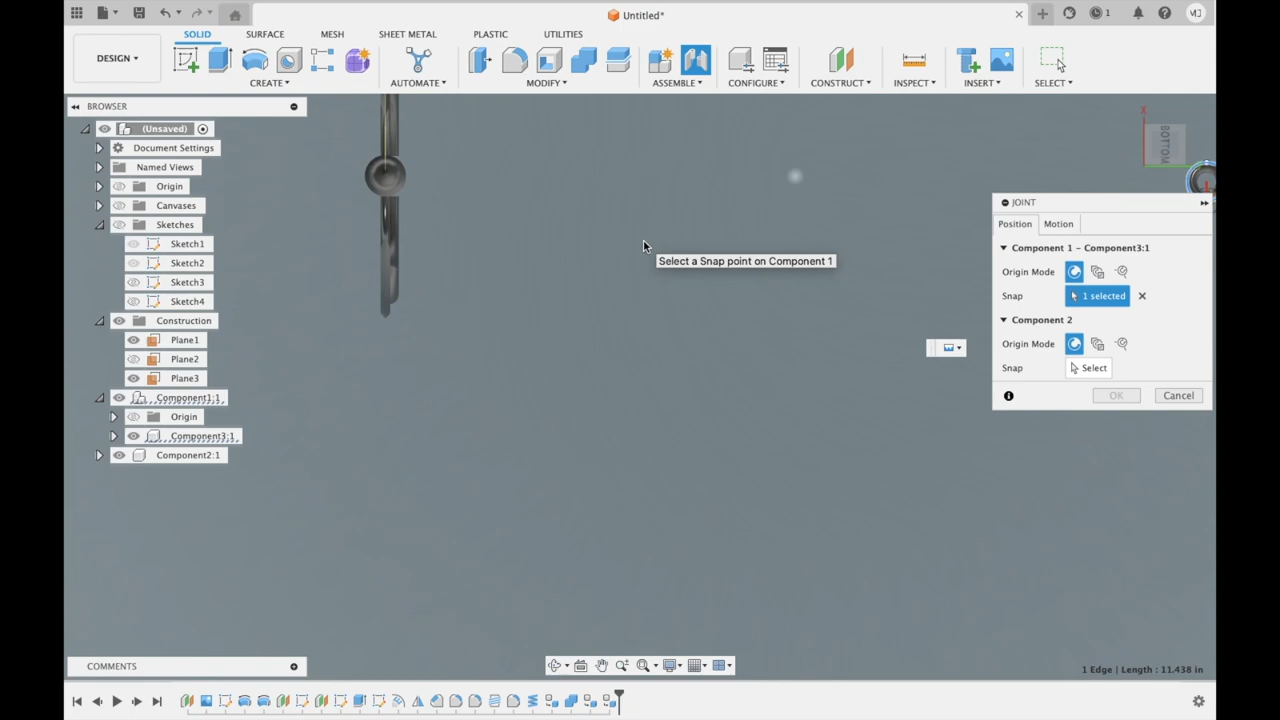 Untitled*
1
MJ
SOLID SURFACE MESH SHEET METAL PLASTIC UTILITIES
DESIGN
CREATE AUTOMATE MODIFY ASSEMBLE CONFIGURE CONSTRUCT INSPECT INSERT SELECT
BROWSER
(Unsaved)
Document Settings
Named Views
Origin
Canvases
Sketches
Sketch1
Sketch2
Sketch3
Sketch4
Construction
Plane1
Plane2
Plane3
Component1:1
Origin
Component3:1
Component2:1
Select a Snap point on Component 1
X
BOTTOM
JOINT
Position Motion
Component 1 - Component3:1
Origin Mode
Snap 1 selected
Component 2
Origin Mode
Snap Select
OK Cancel
COMMENTS
1 Edge | Length : 11.438 in